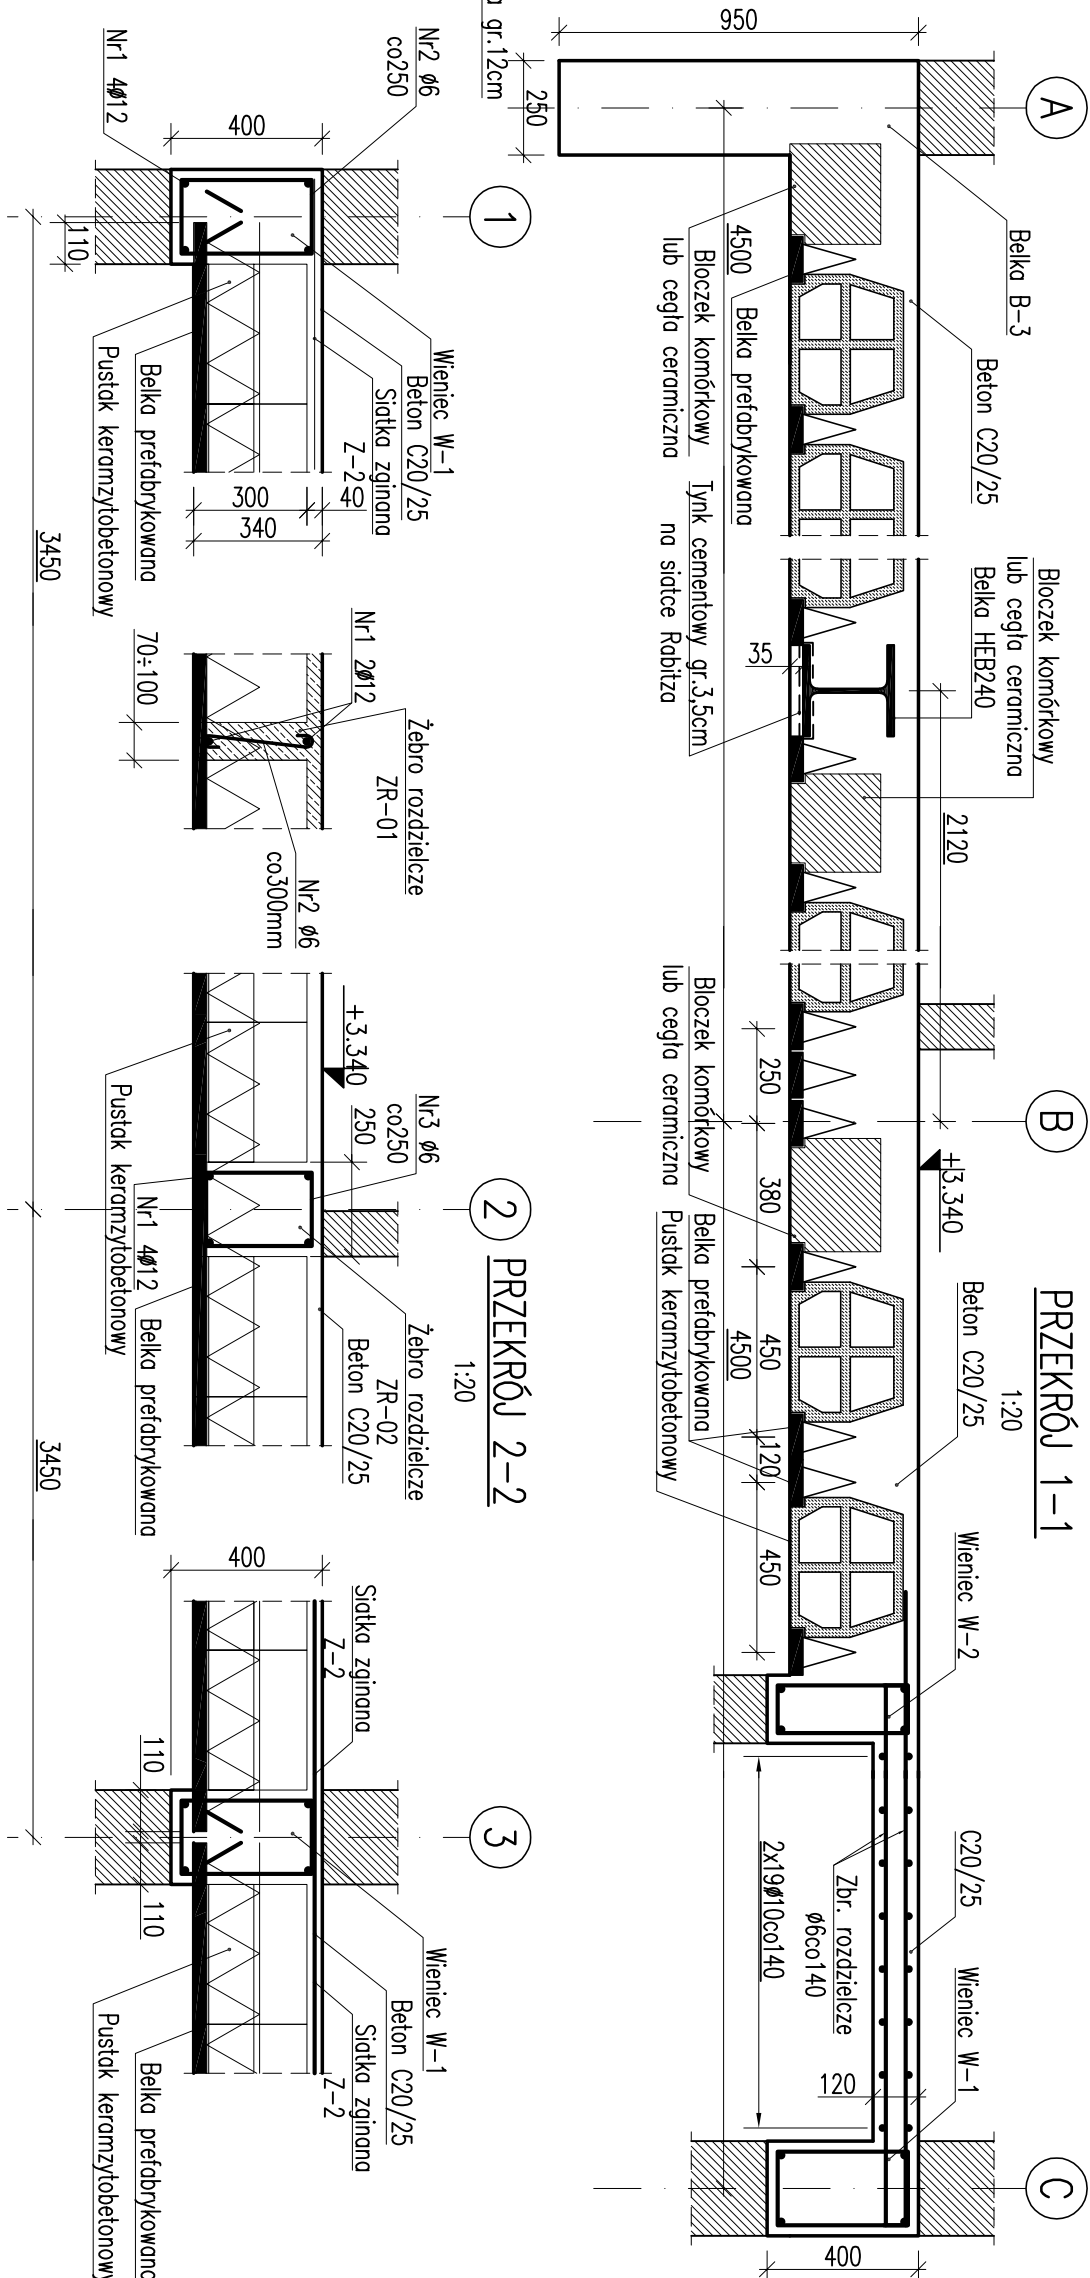 PRZEKRÓJ 1-1
1:20
A
B
C
950
250
a gr.12cm
Belka B-3
Beton C20/25
4500
Bloczek komórkowy
lub cegła ceramiczna
Belka prefabrykowana
Tynk cementowy gr.3,5cm
na siatce Rabitza
35
Bloczek komórkowy
lub cegła ceramiczna
Belka HEB240
2120
Bloczek komórkowy
lub cegła ceramiczna
250
380
450
120
450
4500
+3.340
Belka prefabrykowana
Pustak keramzytobetonowy
Beton C20/25
Wieniec W-2
C20/25
Wieniec W-1
Zbr. rozdzielcze
ø6co140
2x19ø10co140
120
400
PRZEKRÓJ 2-2
1:20
1
2
3
Nr2 ø6
co250
Nr1 4ø12
400
110
Wieniec W-1
Beton C20/25
Siatka zginana
Z-2
Belka prefabrykowana
Pustak keramzytobetonowy
300
40
340
3450
Nr1 2ø12
70÷100
Żebro rozdzielcze
ZR-01
Nr2 ø6
co300mm
+3.340
Nr3 ø6
co250
250
Pustak keramzytobetonowy
Nr1 4ø12
Belka prefabrykowana
Żebro rozdzielcze
ZR-02
Beton C20/25
3450
400
Siatka zginana
Z-2
110
110
Wieniec W-1
Beton C20/25
Siatka zginana
Z-2
Belka prefabrykowana
Pustak keramzytobetonowy